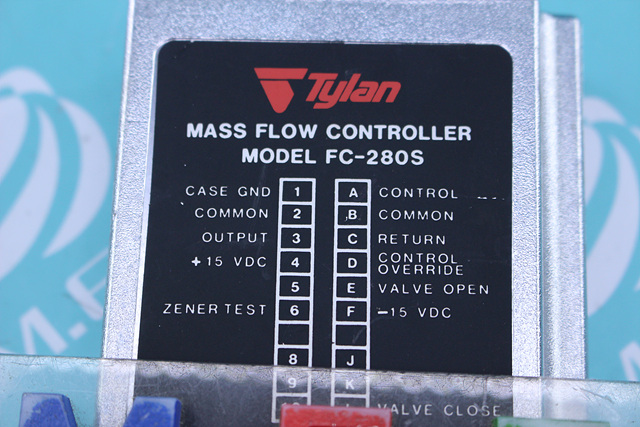 Tylan
MASS FLOW CONTROLLER
MODEL FC-280S
CASE GND 1 A CONTROL
COMMON 2 B COMMON
OUTPUT 3 C RETURN
+15 VDC 4 D CONTROL OVERRIDE
5 E VALVE OPEN
ZENER TEST 6 F -15 VDC
8 J
9 K
10 L VALVE CLOSE